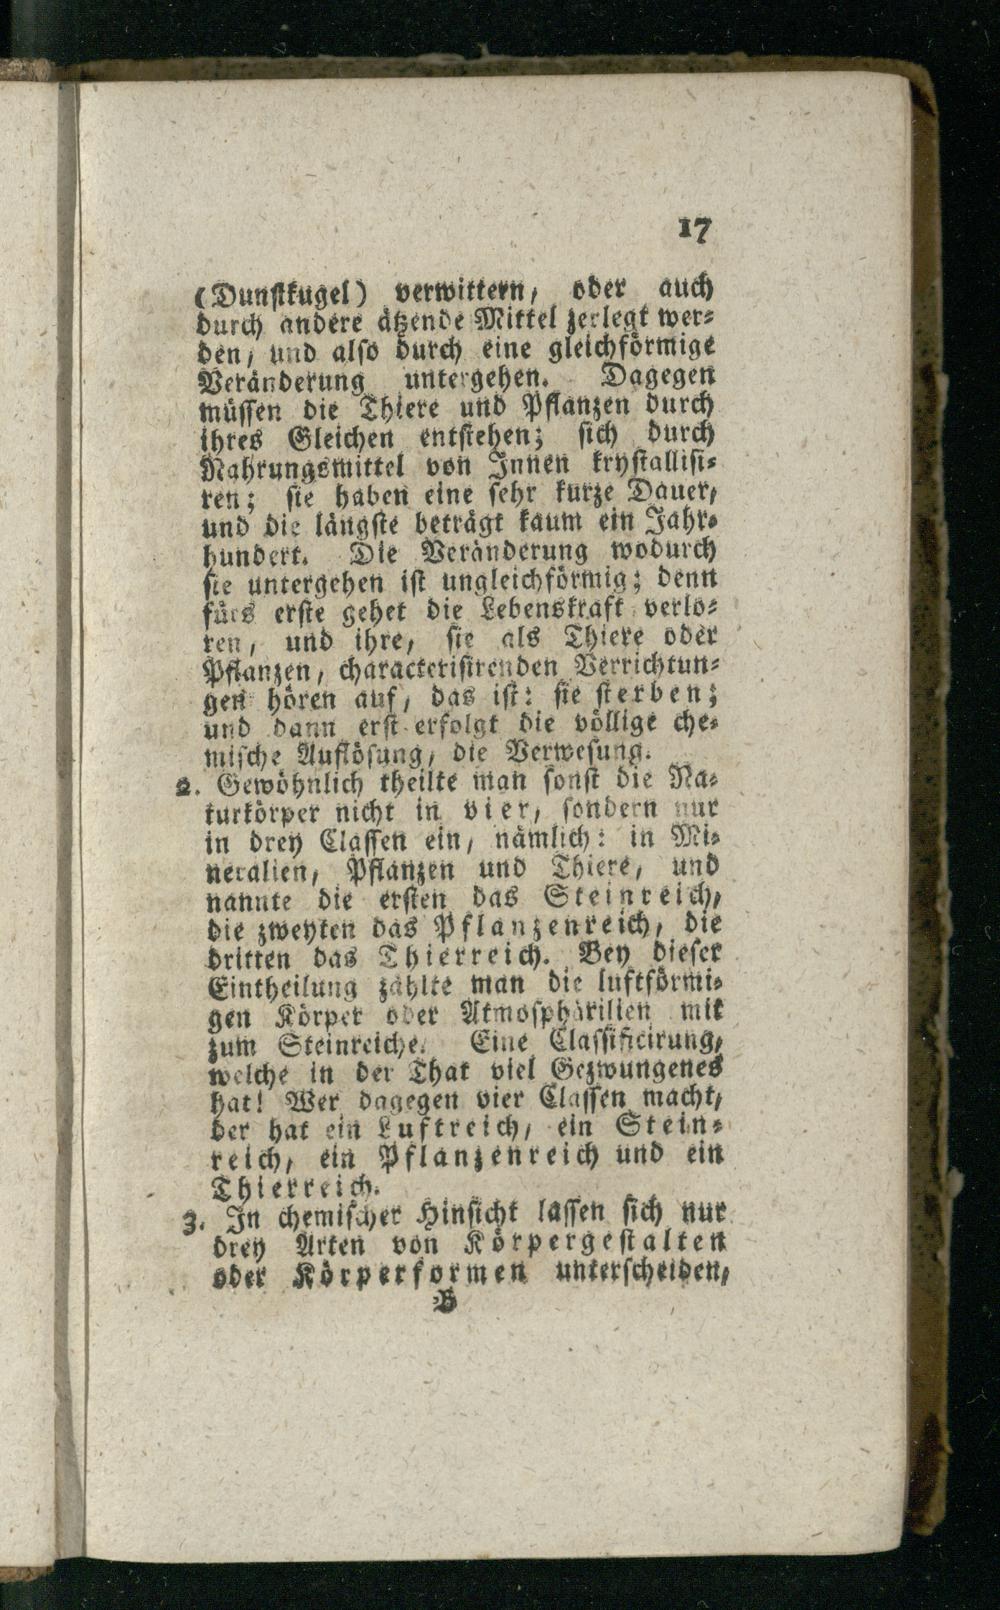 17
(Dunstkugel) verwittern, oder auch
durch andere ätzende Mittel zerlegt wer-
den, und also durch eine gleichförmige
Veränderung untergehen. Dagegen
müssen die Thiere und Pflanzen durch
ihres Gleichen entstehen; sich durch
Nahrungsmittel von Innen krystallisi-
ren; sie haben eine sehr kurze Dauer,
und die längste beträgt kaum ein Jahr-
hundert. Die Veränderung wodurch
sie untergehen ist ungleichförmig; denn
fürs erste gehet die Lebenskraft verlo-
ren, und ihre, sie als Thiere oder
Pflanzen, characterisirenden Verrichtun-
gen hören auf, das ist: sie sterben;
und dann erst erfolgt die völlige che-
mische Auflösung, die Verwesung.
2. Gewöhnlich theilte man sonst die Na-
turkörper nicht in vier, sondern nur
in drey Classen ein, nämlich: in Mi-
neralien, Pflanzen und Thiere, und
nannte die ersten das Steinreich,
die zweyten das Pflanzenreich, die
dritten das Thierreich. Bey dieser
Eintheilung zählte man die luftförmi-
gen Körper oder Atmosphärilien mit
zum Steinreiche. Eine Classificirung,
welche in der That viel Gezwungenes
hat! Wer dagegen vier Classen macht,
der hat ein Luftreich, ein Stein-
reich, ein Pflanzenreich und ein
Thierreich.
3. In chemischer Hinsicht lassen sich nur
drey Arten von Körpergestalten
oder Körperformen unterscheiden,
B